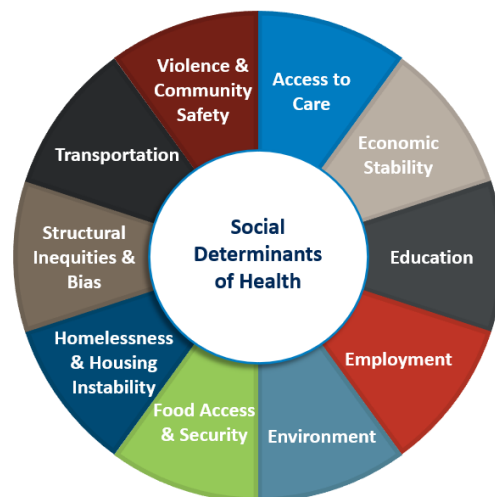 Social
Determinants
of Health
Access to
Care
Economic
Stability
Education
Employment
Environment
Food Access
& Security
Homelessness
& Housing
Instability
Structural
Inequities &
Bias
Transportation
Violence &
Community
Safety